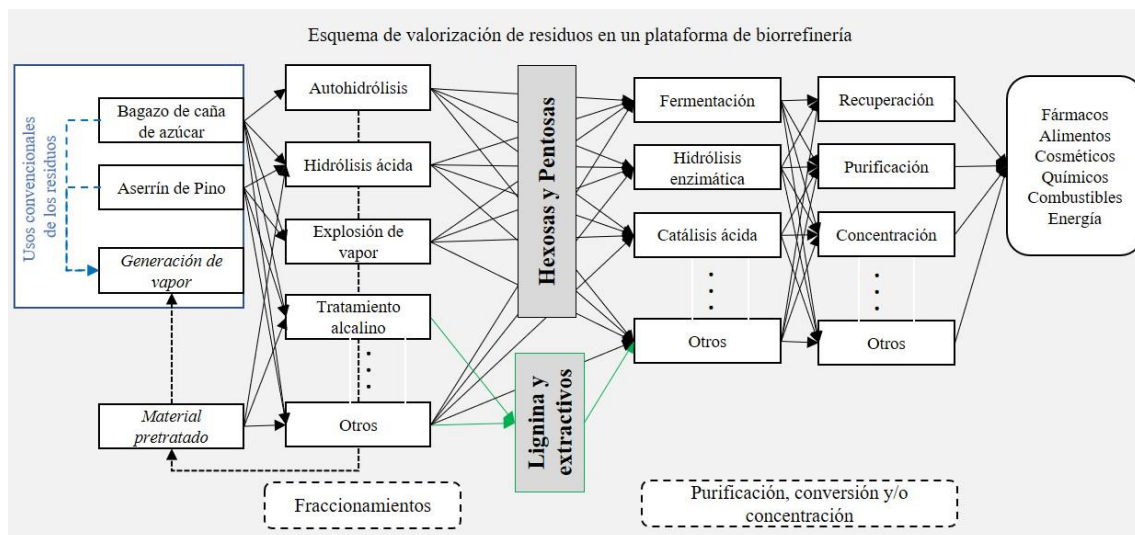 Esquema de valorización de residuos en un plataforma de biorrefinería
Usos convencionales
de los residuos
Bagazo de caña
de azúcar
Aserrín de Pino
Generación de
vapor
Material
pretratado
Autohidrólisis
Hidrólisis ácida
Explosión de
vapor
Tratamiento
alcalino
Otros
Fraccionamientos
Hexosas y Pentosas
Lignina y
extractivos
Fermentación
Hidrólisis
enzimática
Catálisis ácida
Otros
Recuperación
Purificación
Concentración
Otros
Purificación, conversión y/o
concentración
Fármacos
Alimentos
Cosméticos
Químicos
Combustibles
Energía